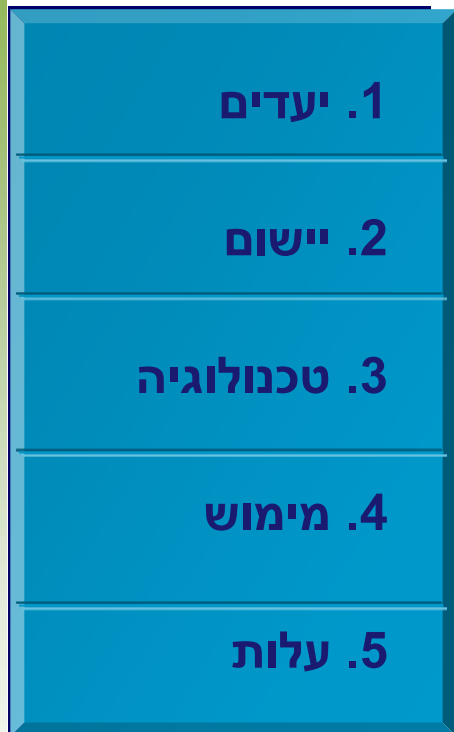 1. יעדים
2. יישום
3. טכנולוגיה
4. מימוש
5. עלות